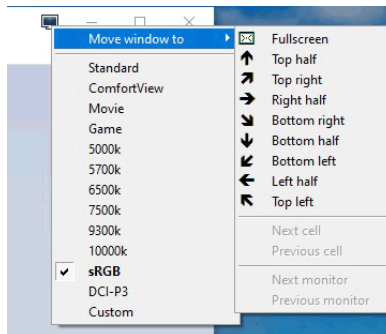 Move window to
Standard
ComfortView
Movie
Game
5000k
5700k
6500k
7500k
9300k
10000k
sRGB
DCI-P3
Custom
Fullscreen
Top half
Top right
Right half
Bottom right
Bottom half
Bottom left
Left half
Top left
Next cell
Previous cell
Next monitor
Previous monitor